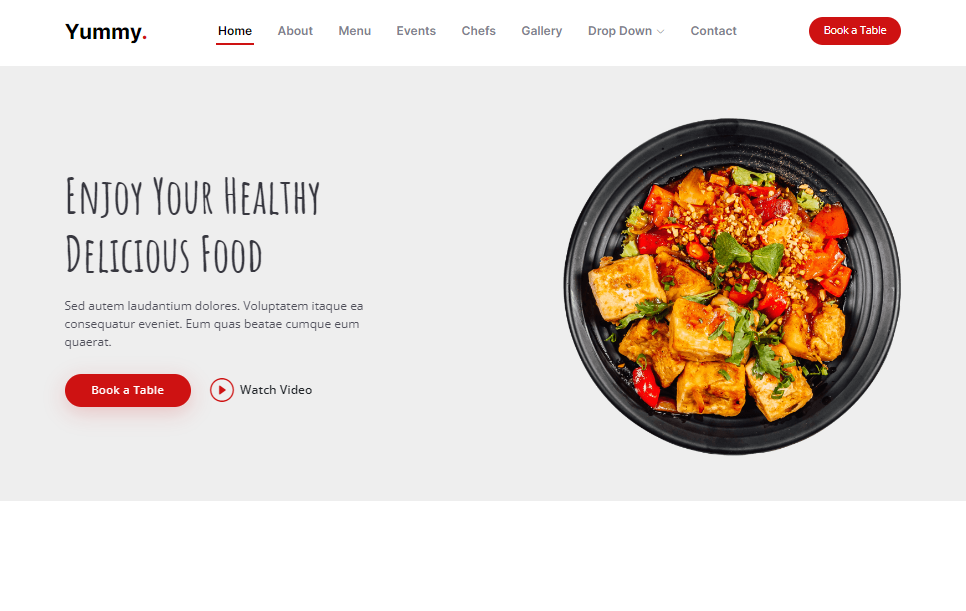 Yummy.
Home About Menu Events Chefs Gallery Drop Down Contact
Book a Table
Enjoy Your Healthy
Delicious Food
Sed autem laudantium dolores. Voluptatem itaque ea
consequatur eveniet. Eum quas beatae cumque eum
quaerat.
Book a Table
Watch Video